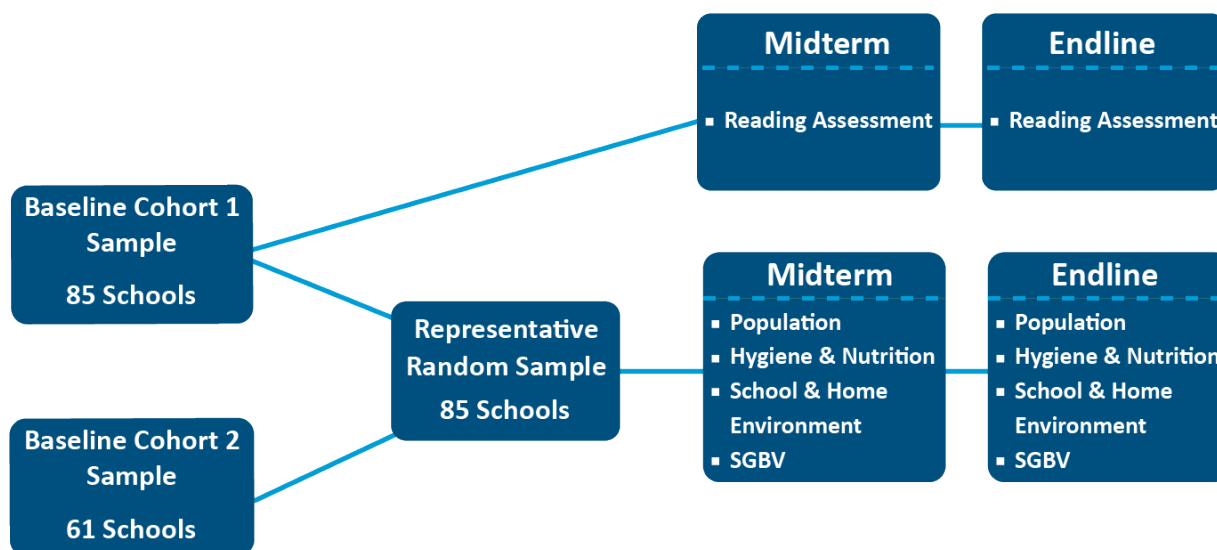 Midterm
▪ Reading Assessment
Endline
▪ Reading Assessment
Baseline Cohort 1
Sample
85 Schools
Baseline Cohort 2
Sample
61 Schools
Representative
Random Sample
85 Schools
Midterm
▪ Population
▪ Hygiene & Nutrition
▪ School & Home
Environment
▪ SGBV
Endline
▪ Population
▪ Hygiene & Nutrition
▪ School & Home
Environment
▪ SGBV